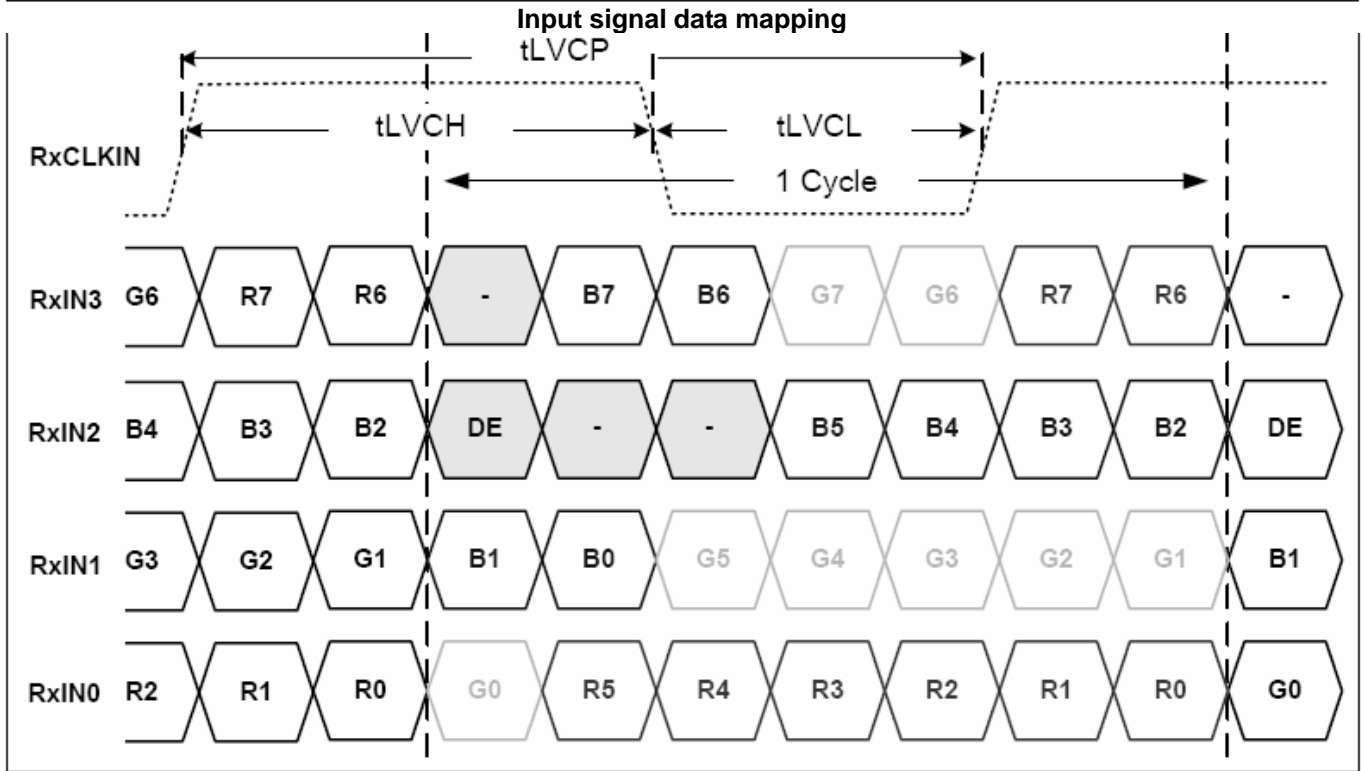 Input signal data mapping
tLVCP
tLVCH
tLVCL
RxCLKIN
1 Cycle
RxIN3 G6 R7 R6 - B7 B6 G7 G6 R7 R6 -
RxIN2 B4 B3 B2 DE - - B5 B4 B3 B2 DE
RxIN1 G3 G2 G1 B1 B0 G5 G4 G3 G2 G1 B1
RxIN0 R2 R1 R0 G0 R5 R4 R3 R2 R1 R0 G0